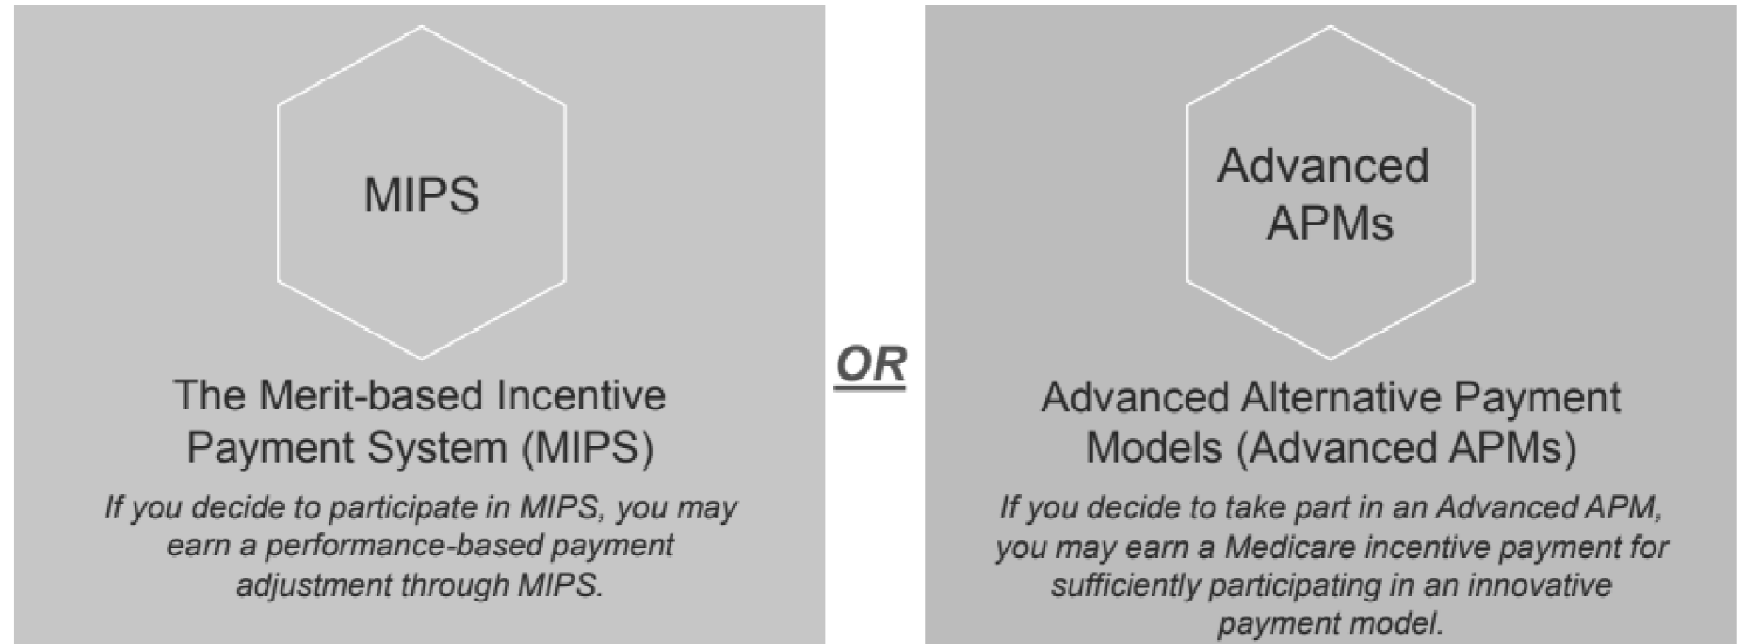 MIPS
The Merit-based Incentive
Payment System (MIPS)
If you decide to participate in MIPS, you may
earn a performance-based payment
adjustment through MIPS.
OR
Advanced
APMs
Advanced Alternative Payment
Models (Advanced APMs)
If you decide to take part in an Advanced APM,
you may earn a Medicare incentive payment for
sufficiently participating in an innovative
payment model.